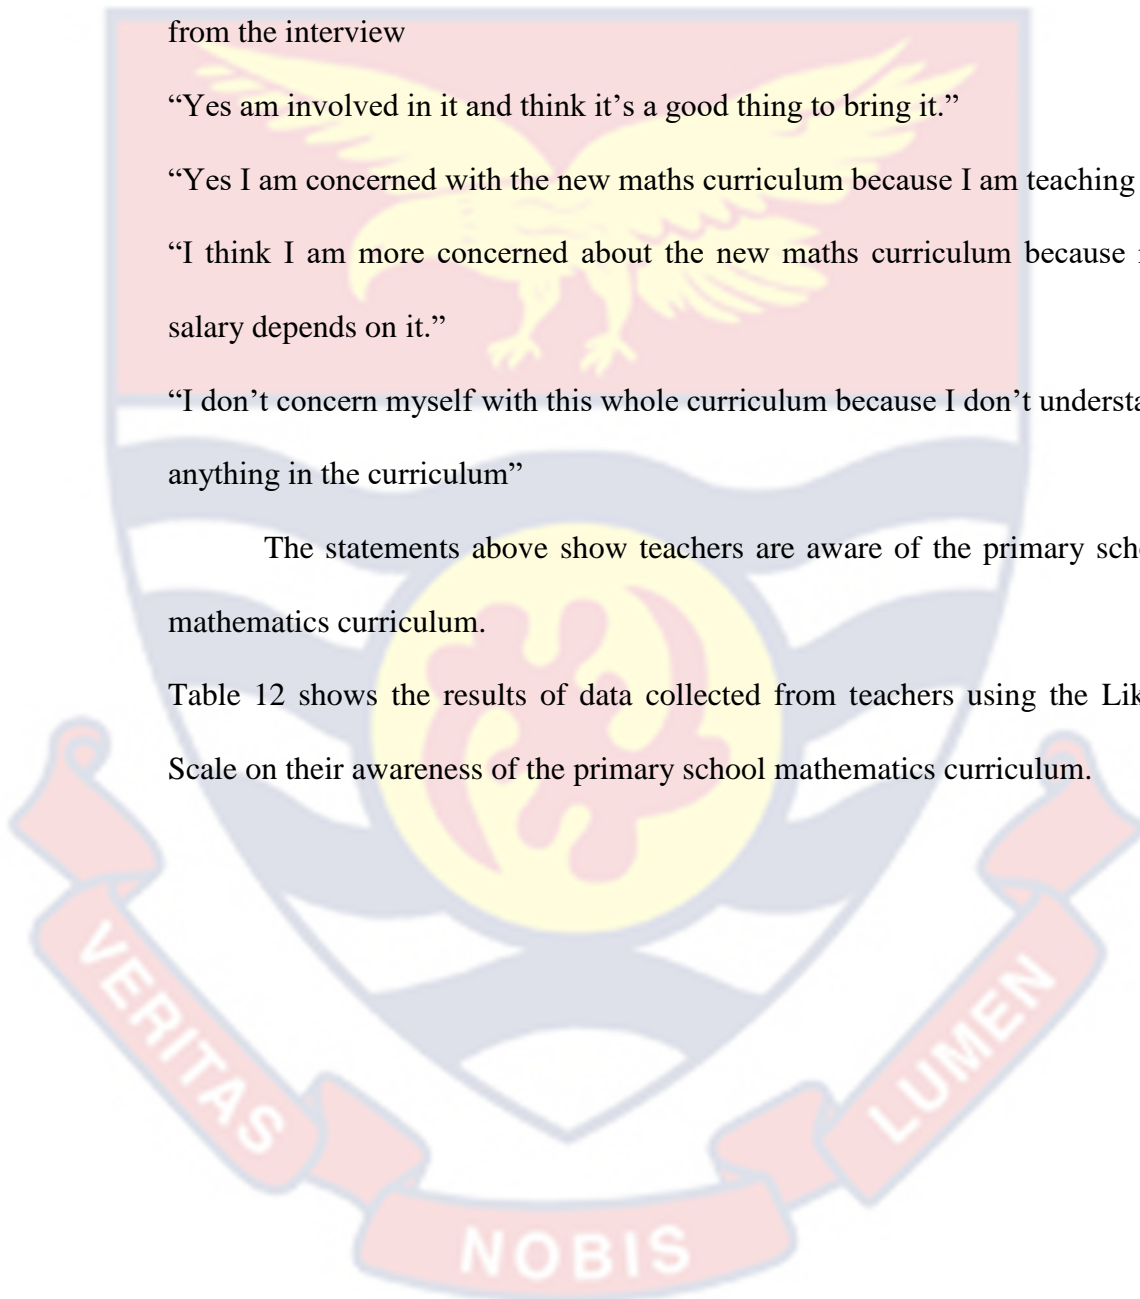 from the interview
“Yes am involved in it and think it’s a good thing to bring it.”
“Yes I am concerned with the new maths curriculum because I am teaching
“I think I am more concerned about the new maths curriculum because
salary depends on it.”
“I don’t concern myself with this whole curriculum because I don’t
anything in the curriculum”
The statements above show teachers are aware of the primary
mathematics curriculum.
Table 12 shows the results of data collected from teachers using the
Scale on their awareness of the primary school mathematics curriculum.
VERITAS
NOBIS
LUMEN